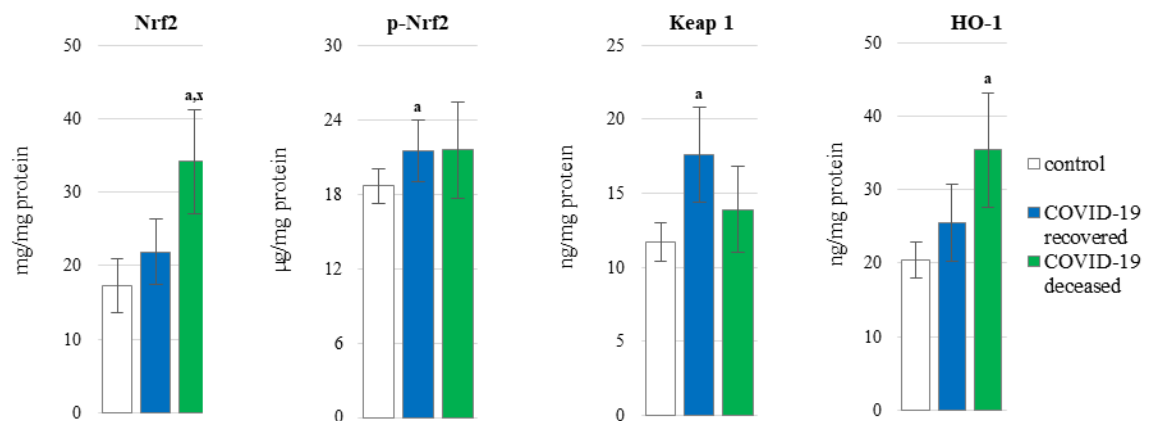 Nrf2
50
40
30
20
10
0
mg/mg protein
a,x
p-Nrf2
30
24
18
12
6
0
µg/mg protein
a
Keap 1
25
20
15
10
5
0
ng/mg protein
a
HO-1
50
40
30
20
10
0
ng/mg protein
a
control
COVID-19
recovered
COVID-19
deceased